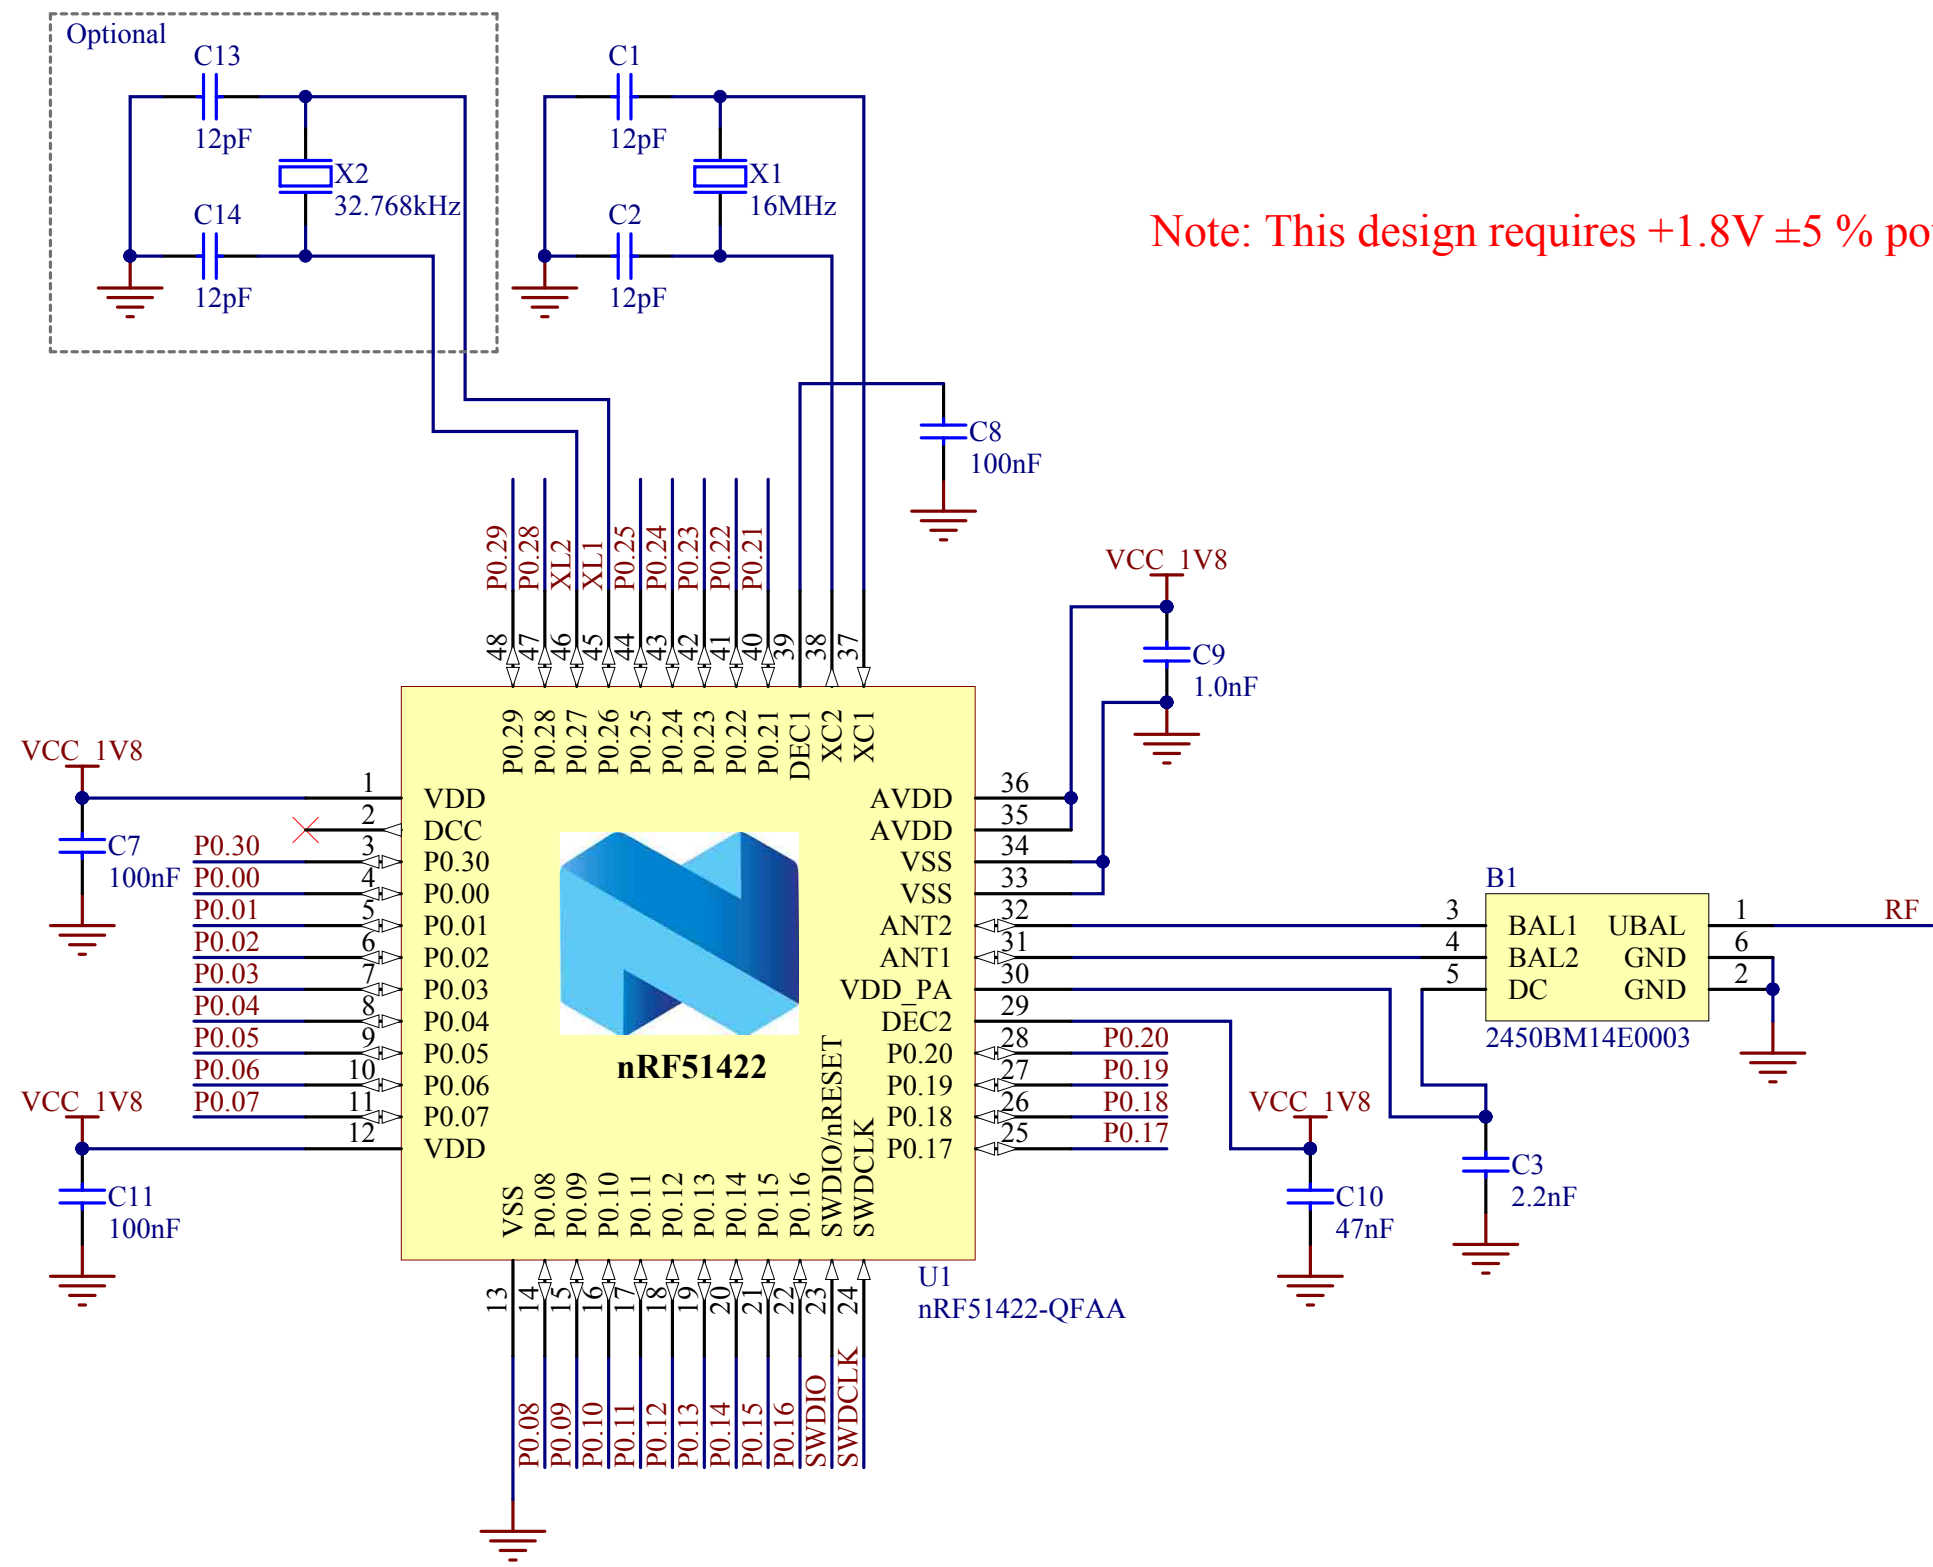 Optional
C13
12pF
X2
32.768kHz
C14
12pF
C1
12pF
X1
16MHz
C2
12pF
Note: This design requires +1.8V ±5 %
C8
100nF
P0.29
P0.28
XL2
XL1
P0.25
P0.24
P0.23
P0.22
P0.21
48
47
46
45
44
43
42
41
40
39
38
37
P0.29
P0.28
P0.27
P0.26
P0.25
P0.24
P0.23
P0.22
P0.21
DEC1
XC2
XC1
VCC_1V8
C9
1.0nF
VCC_1V8
C7
100nF
1 VDD
2 DCC
P0.30 3 P0.30
P0.00 4 P0.00
P0.01 5 P0.01
P0.02 6 P0.02
P0.03 7 P0.03
P0.04 8 P0.04
P0.05 9 P0.05
P0.06 10 P0.06
P0.07 11 P0.07
12 VDD
VCC_1V8
C11
100nF
nRF51422
AVDD 36
AVDD 35
VSS 34
VSS 33
ANT2 32
ANT1 31
VDD_PA 30
DEC2 29
P0.20 28 P0.20
P0.19 27 P0.19
P0.18 26 P0.18
P0.17 25 P0.17
B1
3 BAL1 UBAL 1 RF
4 BAL2 GND 6
5 DC GND 2
2450BM14E0003
VCC_1V8
C10
47nF
C3
2.2nF
VSS
P0.08
P0.09
P0.10
P0.11
P0.12
P0.13
P0.14
P0.15
P0.16
SWDIO/nRESET
SWDCLK
13
14
15
16
17
18
19
20
21
22
23
24
U1
nRF51422-QFAA
P0.08
P0.09
P0.10
P0.11
P0.12
P0.13
P0.14
P0.15
P0.16
SWDIO
SWDCLK